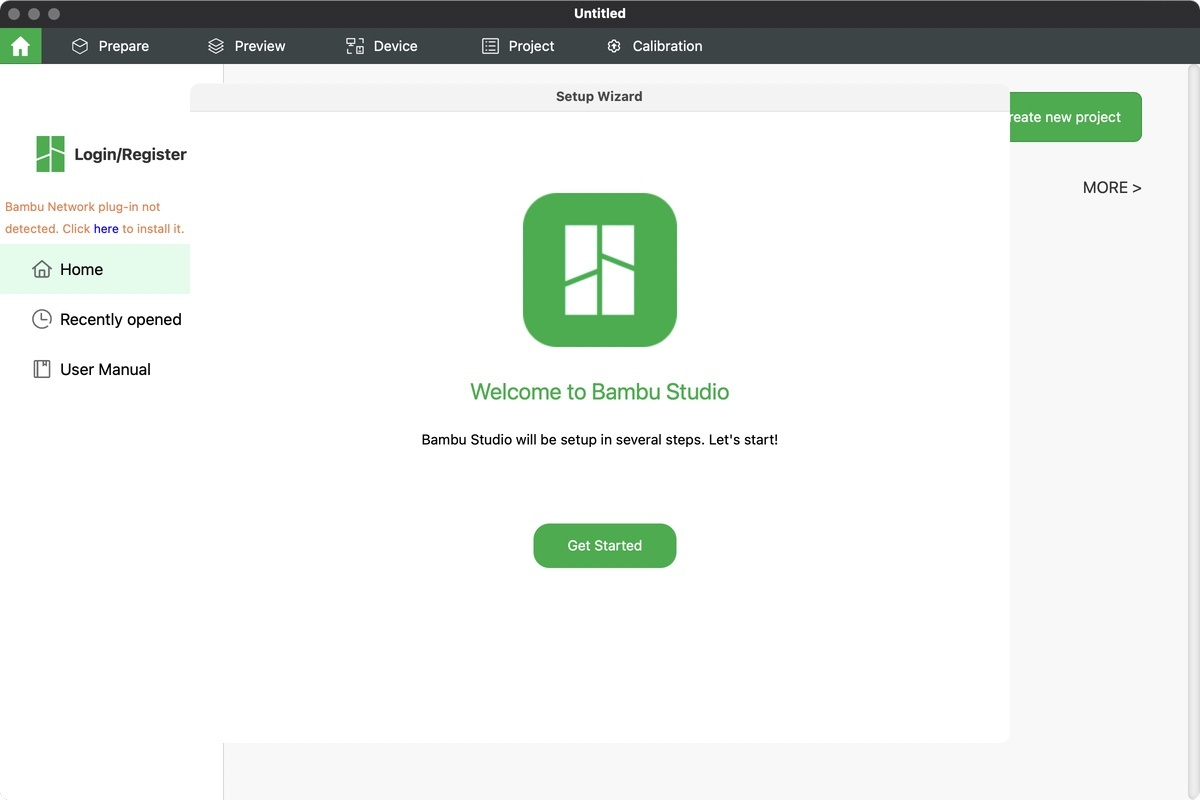 Untitled
Prepare
Preview
Device
Project
Calibration
Setup Wizard
reate new project
Login/Register
MORE >
Bambu Network plug-in not
detected. Click here to install it.
Home
Recently opened
User Manual
Welcome to Bambu Studio
Bambu Studio will be setup in several steps. Let's start!
Get Started